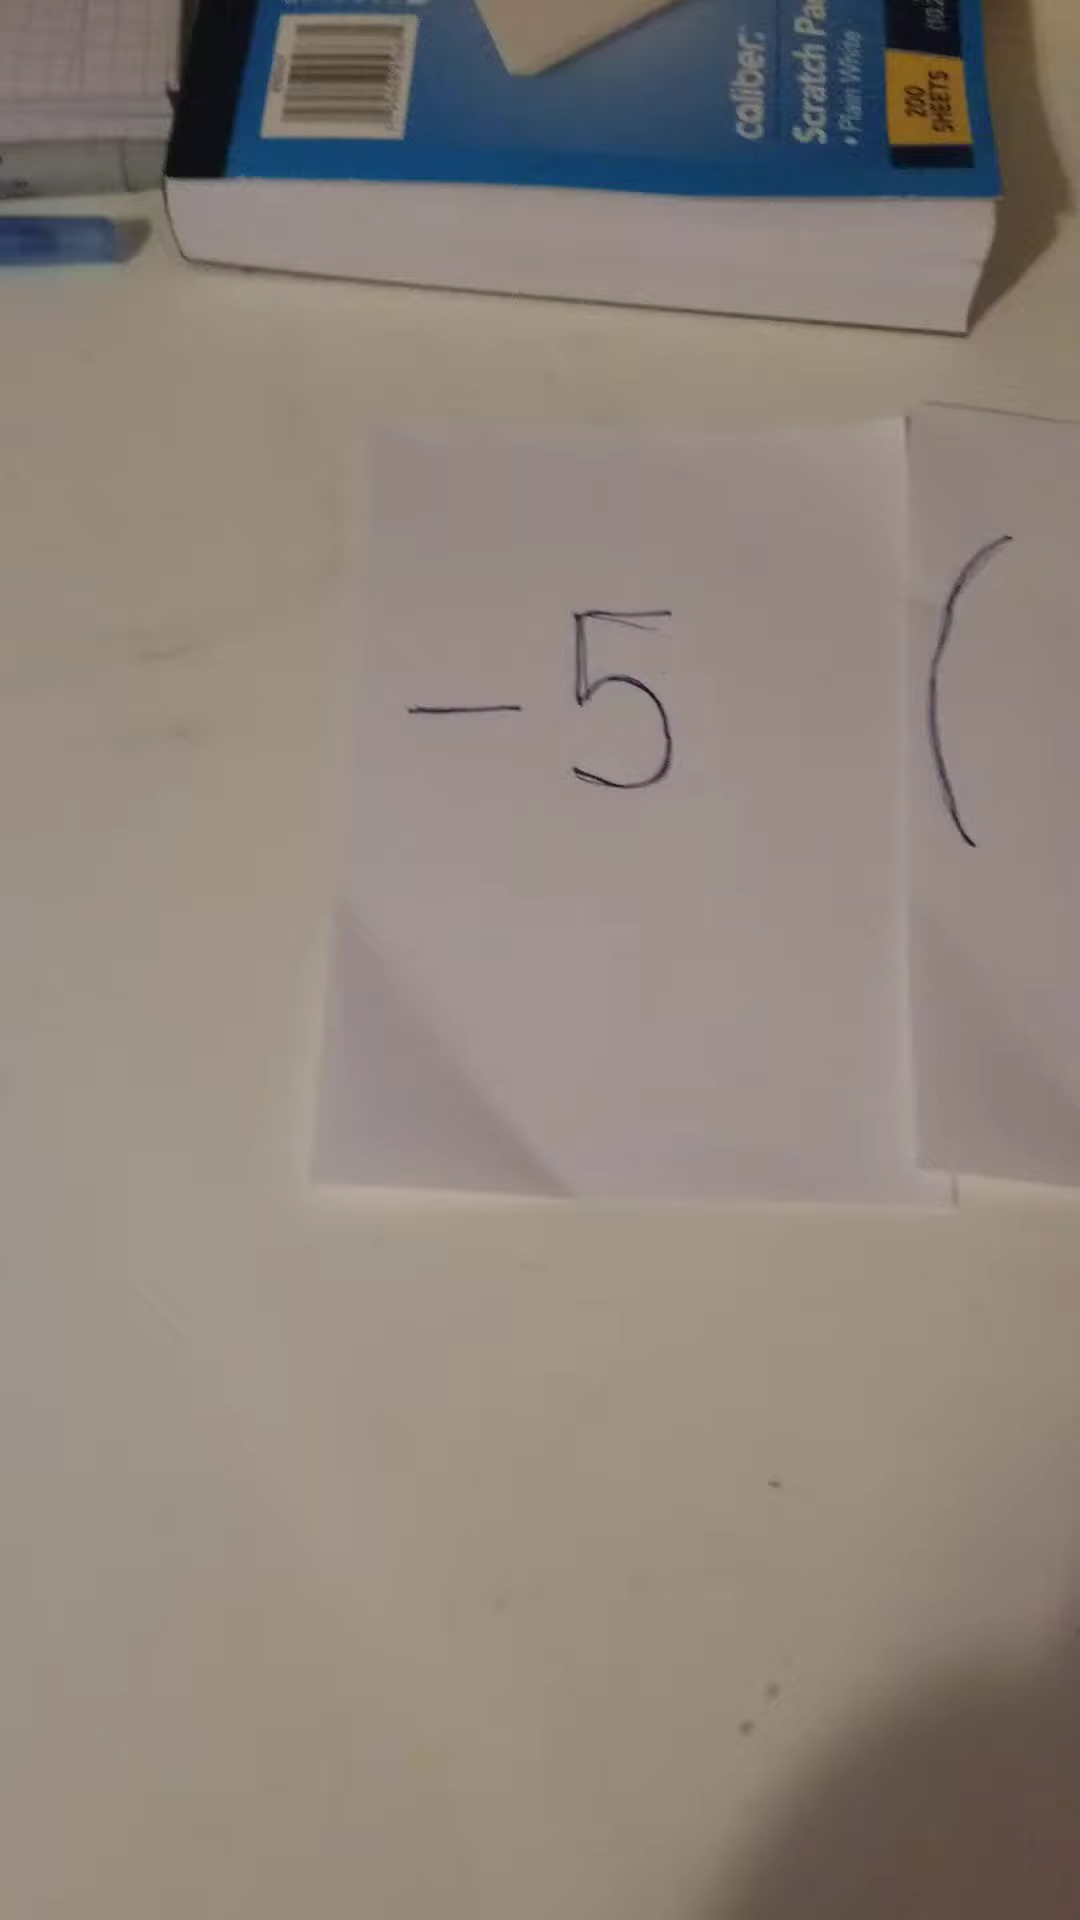 caliber:
Scratch Pa
• Plain White
200
SHEETS
— 5 (